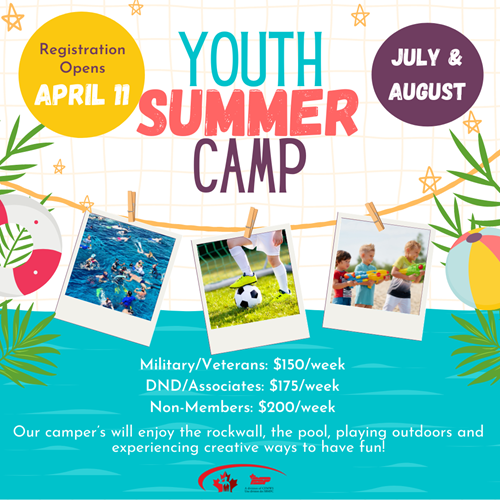 Registration
Opens
APRIL 11
YOUTH
SUMMER
CAMP
JULY &
AUGUST
Military/Veterans: $150/week
DND/Associates: $175/week
Non-Members: $200/week
Our camper's will enjoy the rockwall, the pool, playing outdoors and
experiencing creative ways to have fun!